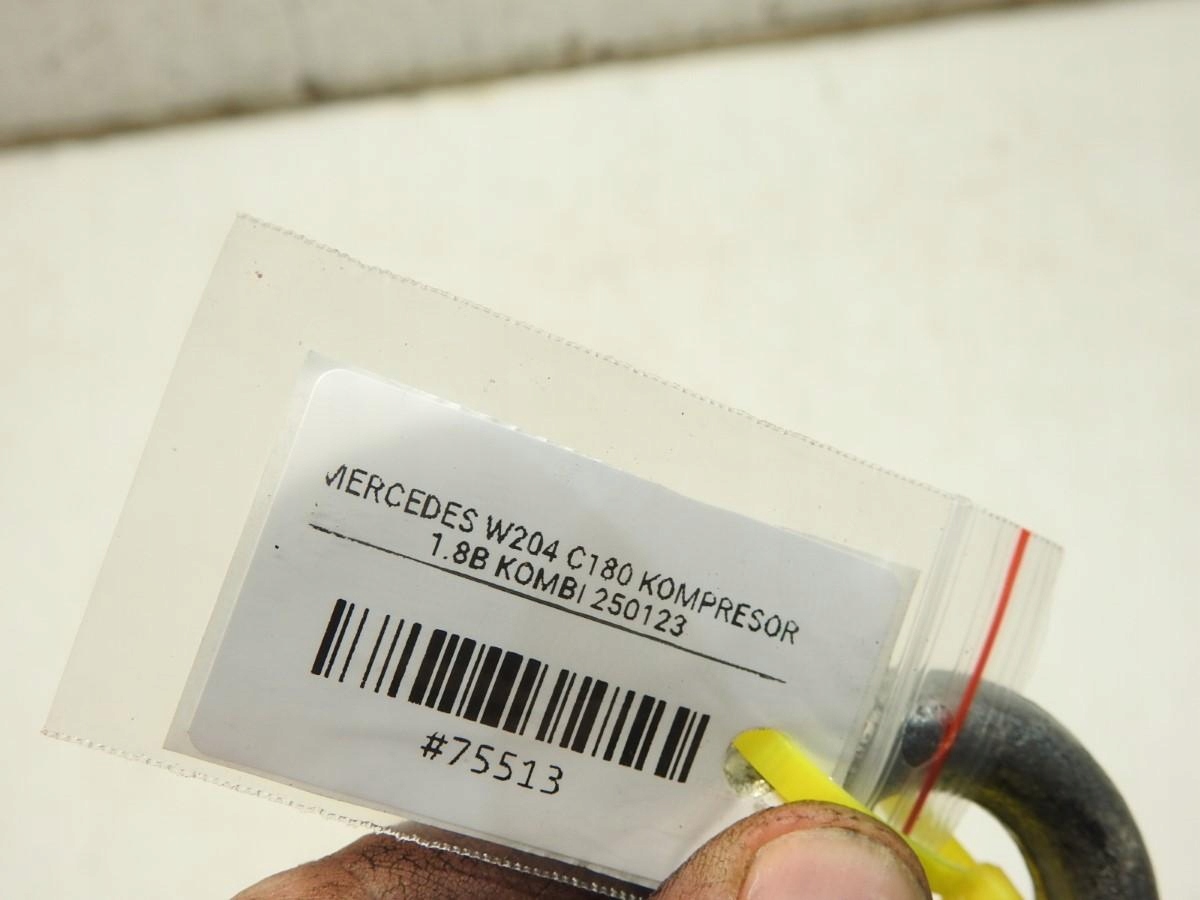 MERCEDES W204 C180 KOMPRESOR
1.8B KOMBI 250123
#75513